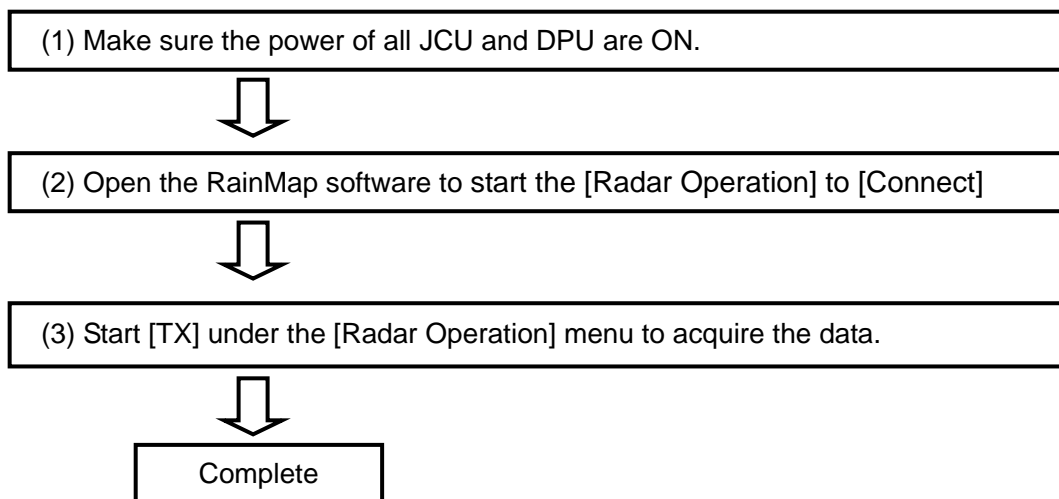 (1) Make sure the power of all JCU and DPU are ON.
(2) Open the RainMap software to start the [Radar Operation] to [Connect]
(3) Start [TX] under the [Radar Operation] menu to acquire the data.
Complete